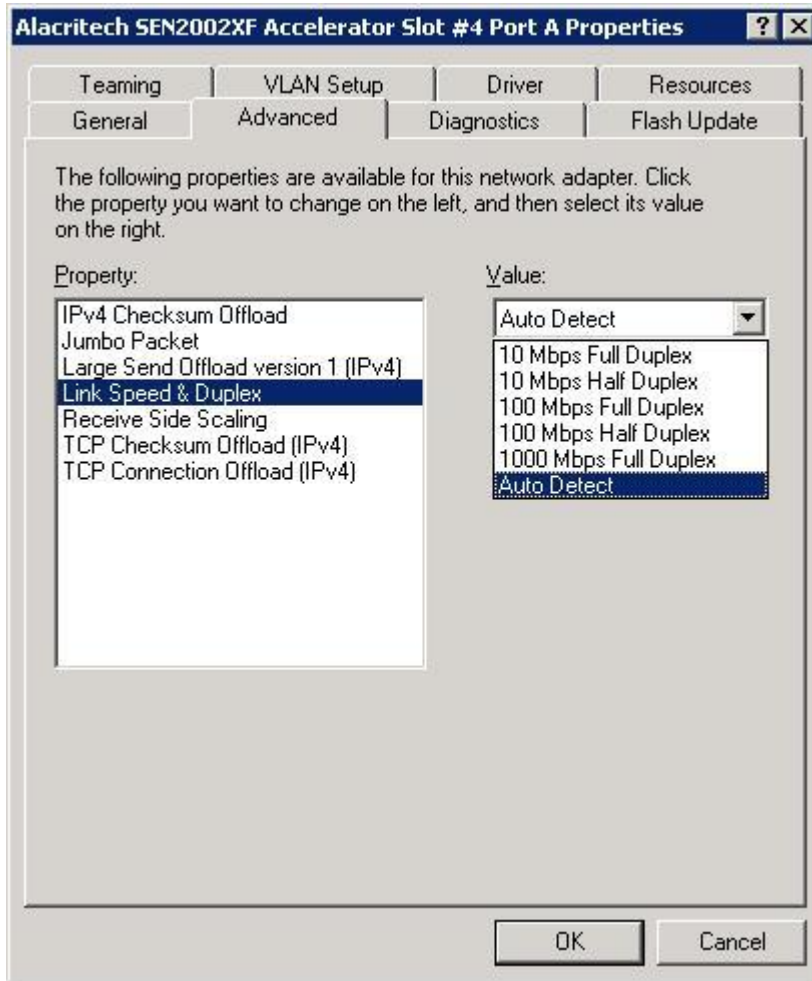 Alacritech SEN2002XF Accelerator Slot #4 Port A Properties
Teaming
VLAN Setup
Driver
Resources
General
Advanced
Diagnostics
Flash Update
The following properties are available for this network adapter. Click
the property you want to change on the left, and then select its value
on the right.
Property:
IPv4 Checksum Offload
Jumbo Packet
Large Send Offload version 1 (IPv4)
Link Speed & Duplex
Receive Side Scaling
TCP Checksum Offload (IPv4)
TCP Connection Offload (IPv4)
Value:
Auto Detect
10 Mbps Full Duplex
10 Mbps Half Duplex
100 Mbps Full Duplex
100 Mbps Half Duplex
1000 Mbps Full Duplex
Auto Detect
OK
Cancel